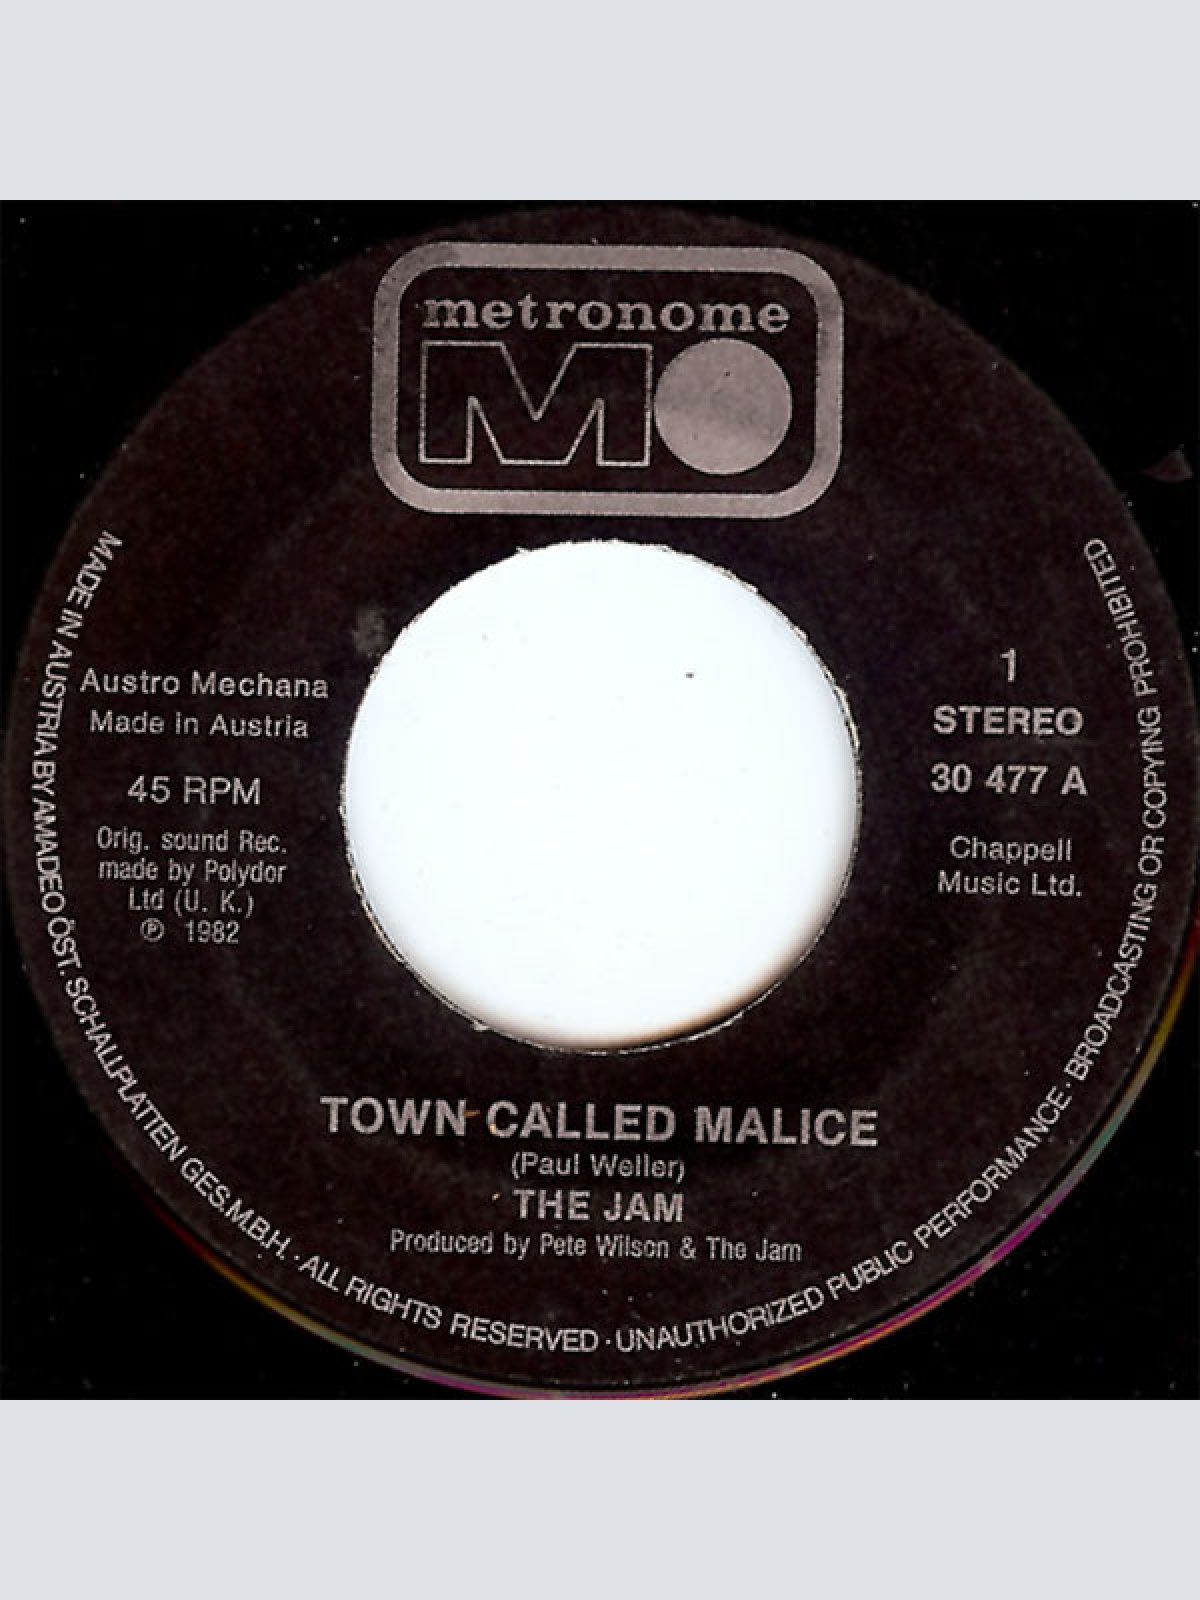 metronome
MO
MADE IN AUSTRIA BY AMADEO ÖST. SCHALLPLATTEN GES.M.B.H. · ALL RIGHTS RESERVED · UNAUTHORIZED PUBLIC PERFORMANCE · BROADCASTING OR COPYING PROHIBITED
Austro Mechana
Made in Austria
45 RPM
Orig. sound Rec.
made by Polydor
Ltd (U. K.)
℗ 1982
1
STEREO
30 477 A
Chappell
Music Ltd.
TOWN CALLED MALICE
(Paul Weller)
THE JAM
Produced by Pete Wilson & The Jam